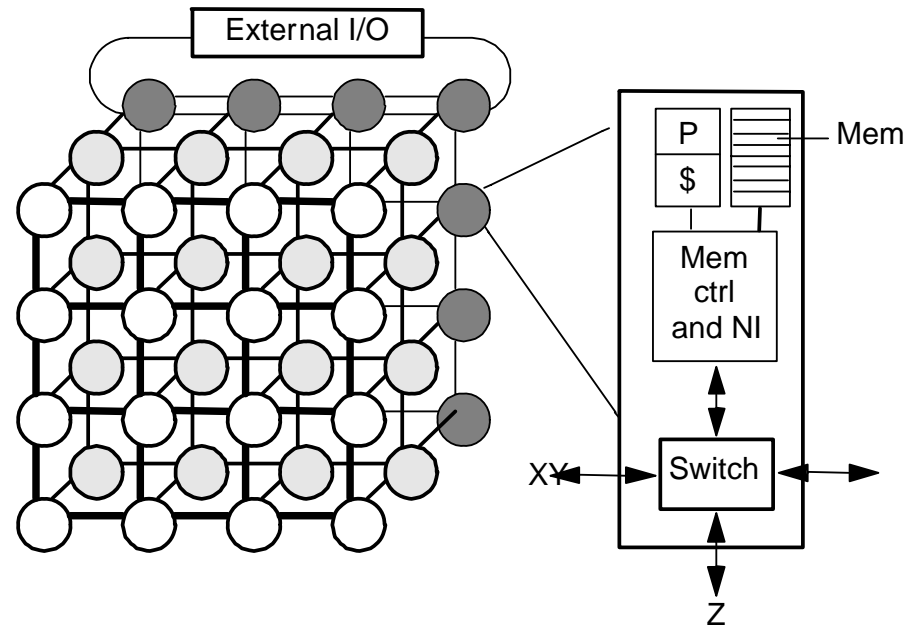 External I/O
P
Mem
$
Mem
ctrl
and NI
XY
Switch
Z